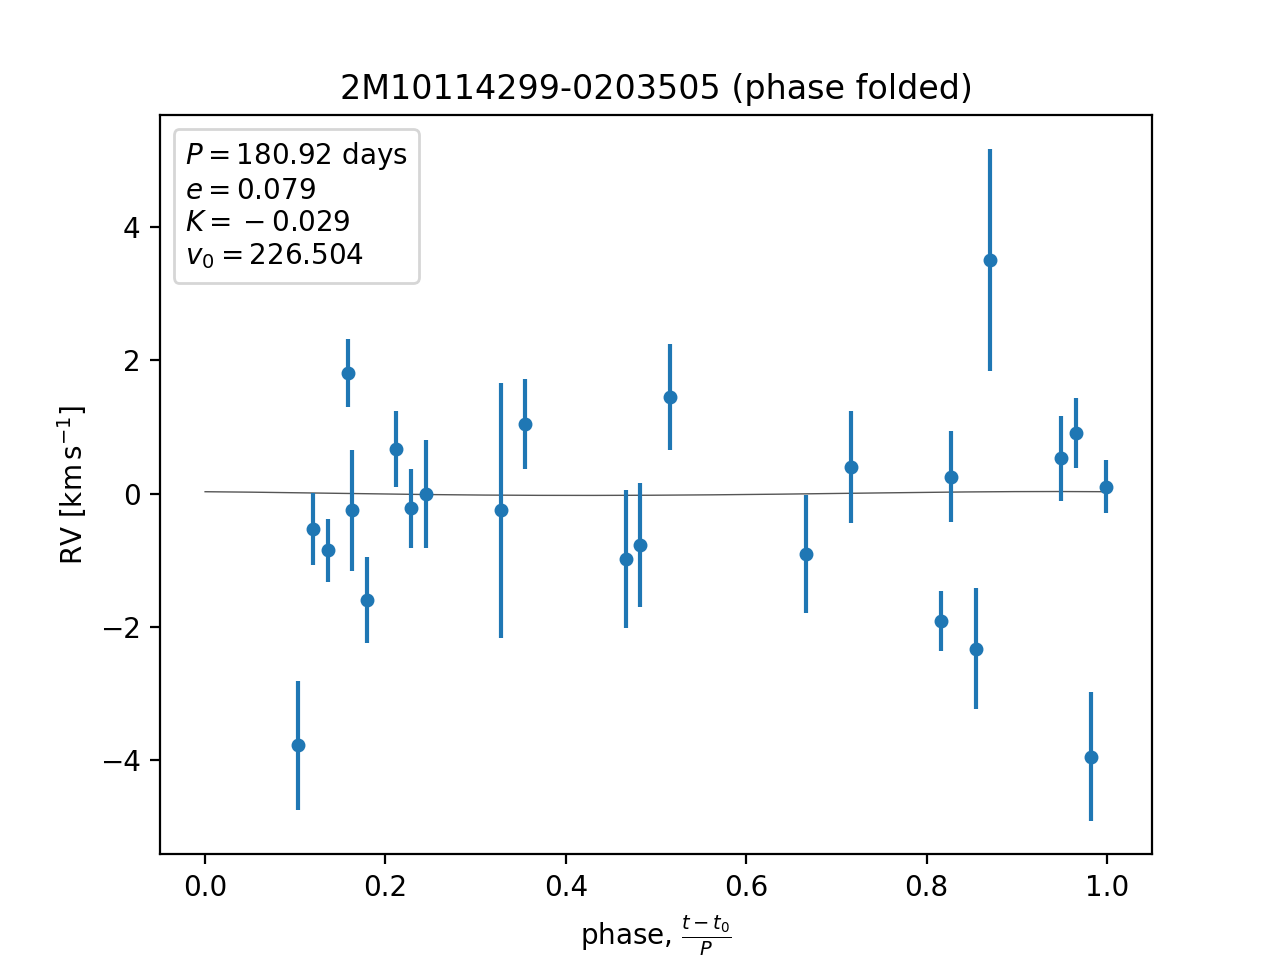 2M10114299-0203505 (phase folded)
P = 180.92 days
e = 0.079
K = −0.029
v₀ = 226.504
4
2
0
−2
−4
RV [km s⁻¹]
0.0 0.2 0.4 0.6 0.8 1.0
phase, (t − t₀)/P